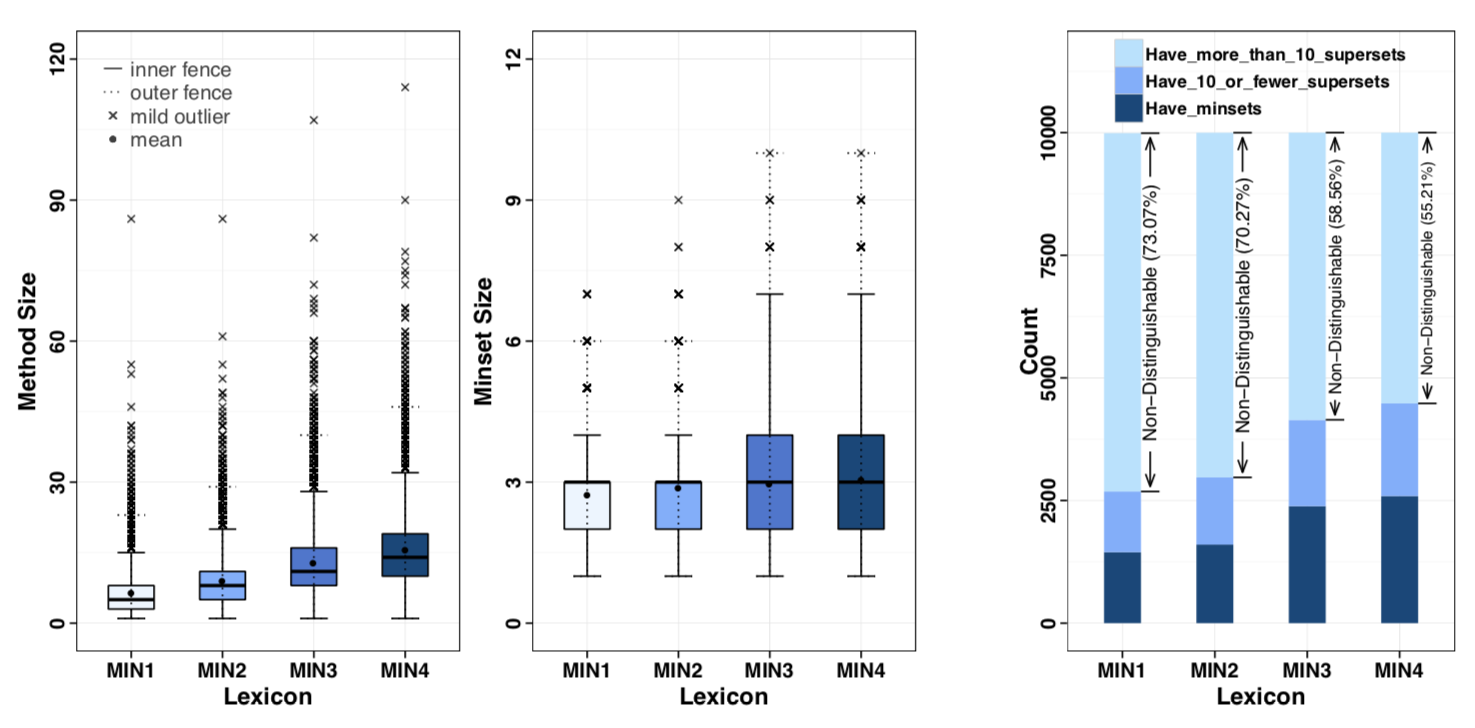 120
90
60
30
0
Method Size
inner fence
outer fence
mild outlier
mean
MIN1 MIN2 MIN3 MIN4
Lexicon
12
9
6
3
0
Minset Size
MIN1 MIN2 MIN3 MIN4
Lexicon
Have_more_than_10_supersets
Have_10_or_fewer_supersets
Have_minsets
10000
7500
5000
2500
0
Count
Non-Distinguishable (73.07%)
Non-Distinguishable (70.27%)
Non-Distinguishable (58.56%)
Non-Distinguishable (55.21%)
MIN1 MIN2 MIN3 MIN4
Lexicon